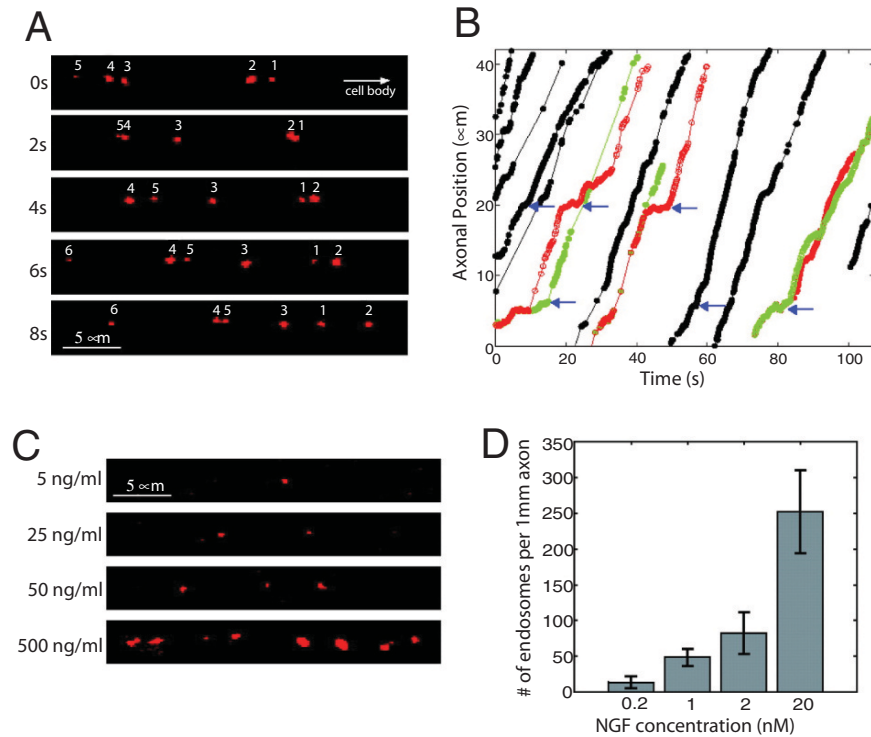 A
0s
5 4 3 2 1
cell body
2s
54 3 21
4s
4 5 3 1 2
6s
6 4 5 3 1 2
8s
6 4 5 3 1 2
5 ∝m
B
Axonal Position (∝m)
40
30
20
10
0
0 20 40 60 80 100
Time (s)
C
5 ng/ml
5 ∝m
25 ng/ml
50 ng/ml
500 ng/ml
D
# of endosomes per 1mm axon
350
300
250
200
150
100
50
0
0.2 1 2 20
NGF concentration (nM)